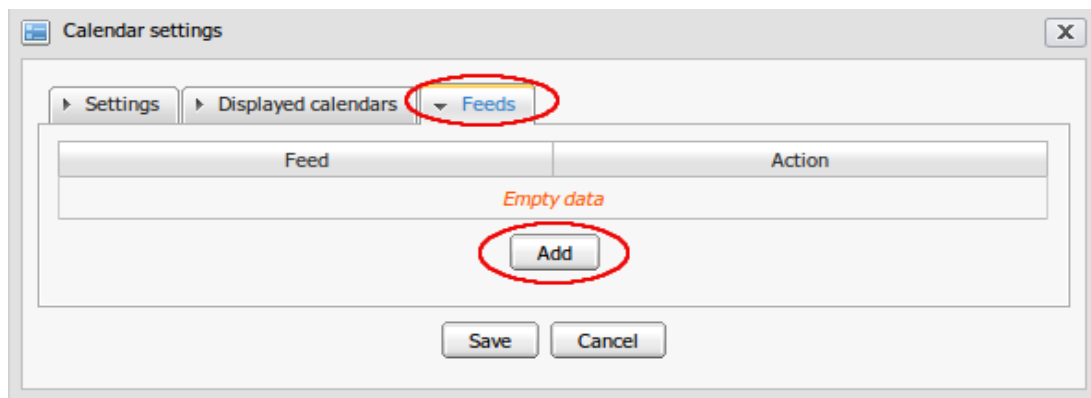 Calendar settings
Settings Displayed calendars Feeds
Feed Action
Empty data
Add
Save Cancel